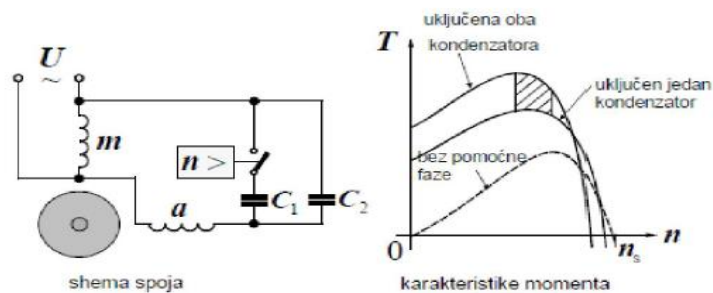 U
~
m
n >
C₁
C₂
a
shema spoja
uključena oba
kondenzatora
T
uključen jedan
kondenzator
bez pomoćne
faze
0
nₛ
n
karakteristike momenta